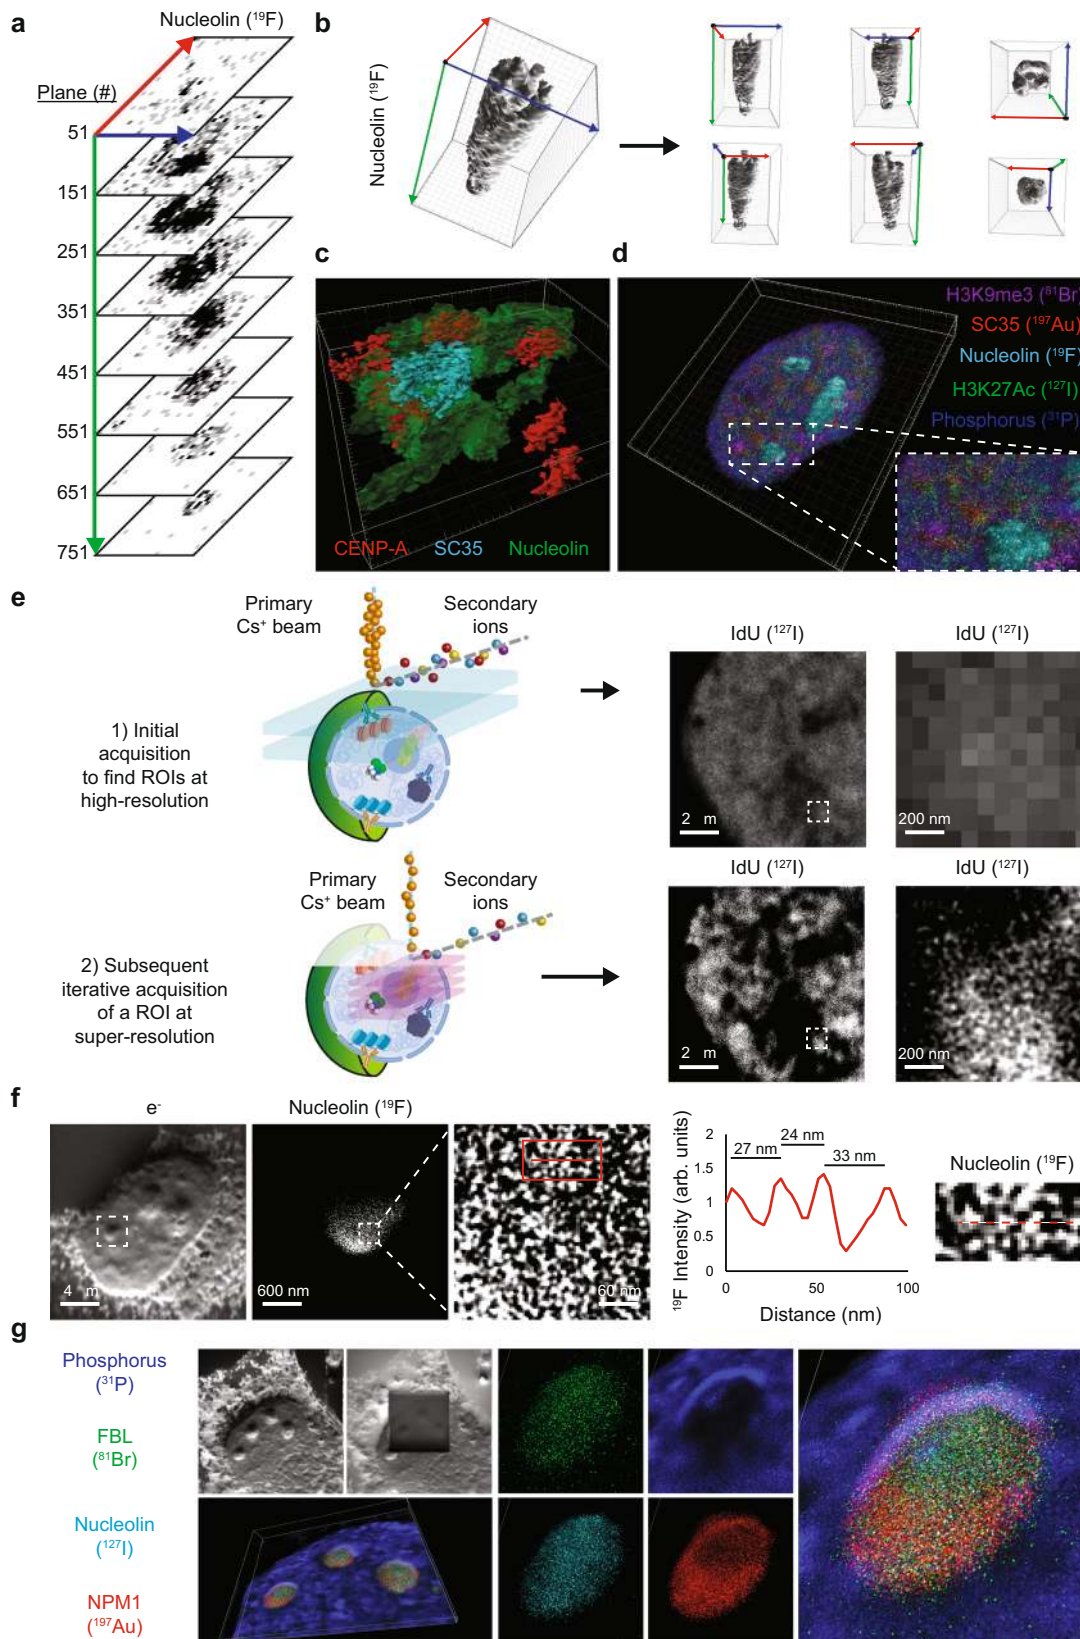 a
Nucleolin (¹⁹F)
Plane (#)
51
151
251
351
451
551
651
751
b
Nucleolin (¹⁹F)
c
CENP-A SC35 Nucleolin
d
H3K9me3 (⁸¹Br)
SC35 (¹⁹⁷Au)
Nucleolin (¹⁹F)
H3K27Ac (¹²⁷I)
Phosphorus (³¹P)
e
Primary
Cs⁺ beam
Secondary
ions
1) Initial
acquisition
to find ROIs at
high-resolution
IdU (¹²⁷I)
2 m
IdU (¹²⁷I)
200 nm
Primary
Cs⁺ beam
Secondary
ions
2) Subsequent
iterative acquisition
of a ROI at
super-resolution
IdU (¹²⁷I)
2 m
IdU (¹²⁷I)
200 nm
f
e⁻
4 m
Nucleolin (¹⁹F)
600 nm
60 nm
¹⁹F Intensity (arb. units)
2
1.5
1
0.5
0
27 nm
24 nm
33 nm
0 50 100
Distance (nm)
Nucleolin (¹⁹F)
g
Phosphorus
(³¹P)
FBL
(⁸¹Br)
Nucleolin
(¹²⁷I)
NPM1
(¹⁹⁷Au)